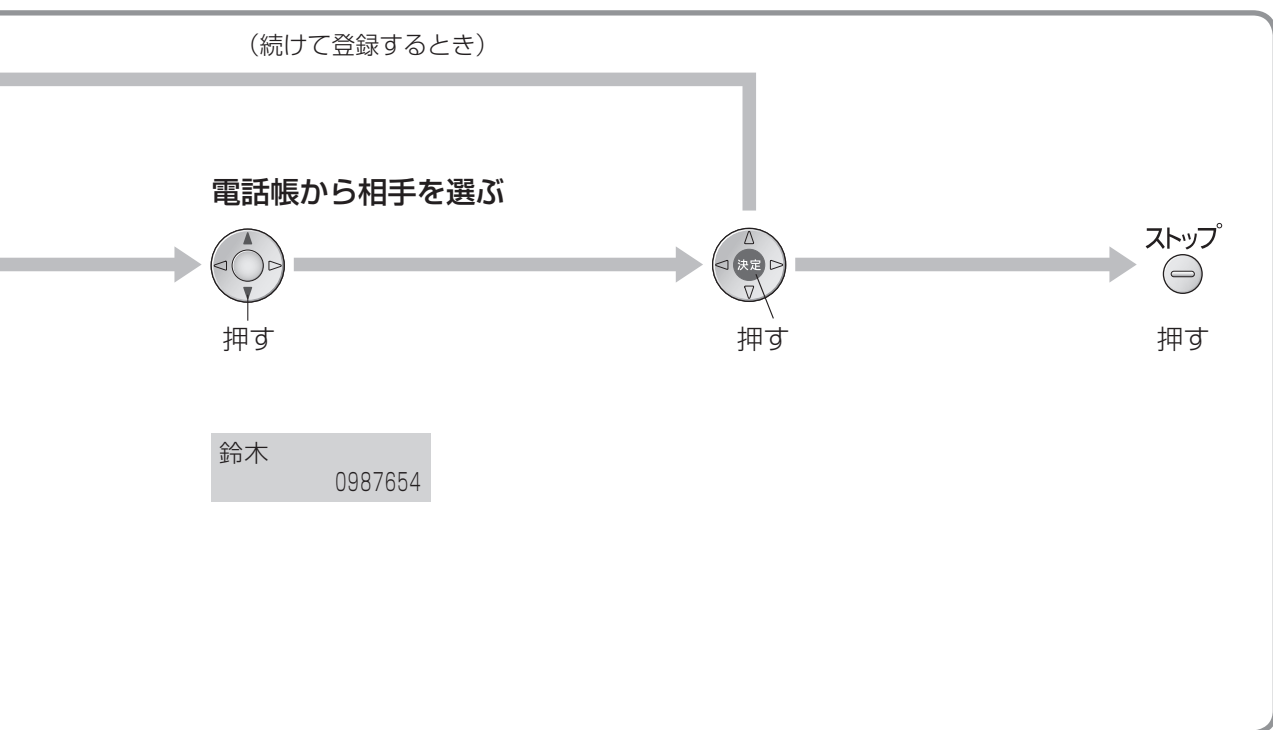 （続けて登録するとき）
電話帳から相手を選ぶ
決定
ストップ
押す
押す
押す
鈴木
0987654